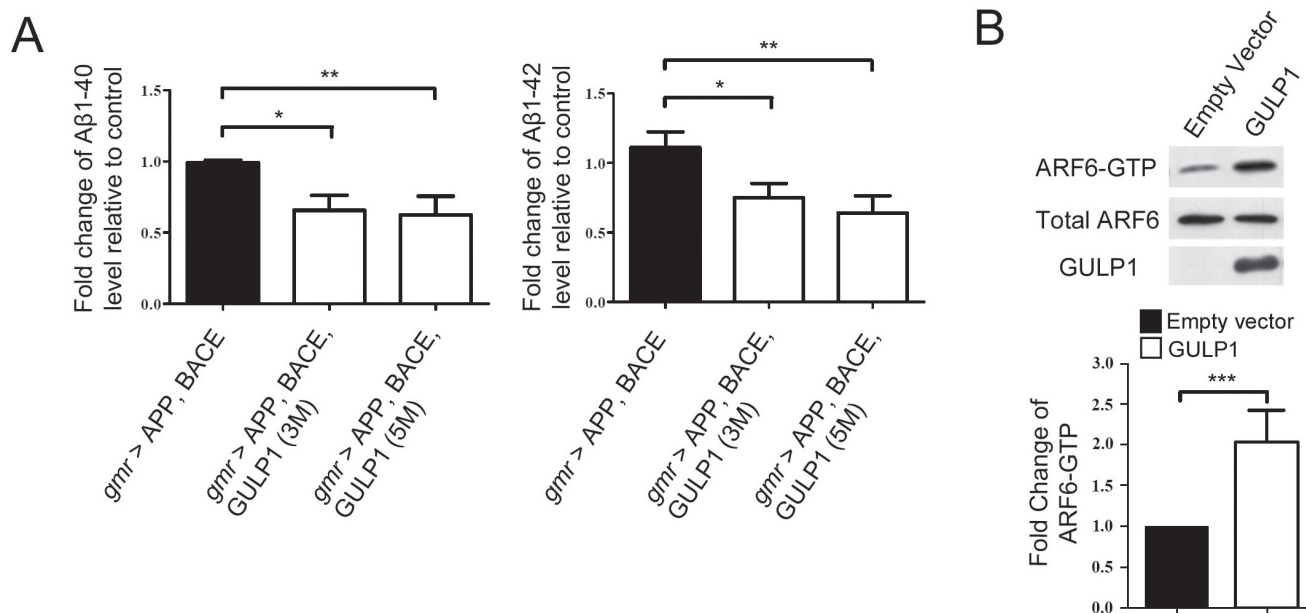 A
Fold change of Aβ1-40
level relative to control
1.5
1.0
0.5
0.0
*
**
gmr > APP, BACE
gmr > APP, BACE,
GULP1 (3M)
gmr > APP, BACE,
GULP1 (5M)
Fold change of Aβ1-42
level relative to control
1.5
1.0
0.5
0.0
*
**
gmr > APP, BACE
gmr > APP, BACE,
GULP1 (3M)
gmr > APP, BACE,
GULP1 (5M)
B
Empty Vector
GULP1
ARF6-GTP
Total ARF6
GULP1
Empty vector
GULP1
Fold Change of
ARF6-GTP
3.0
2.5
2.0
1.5
1.0
0.5
0.0
***